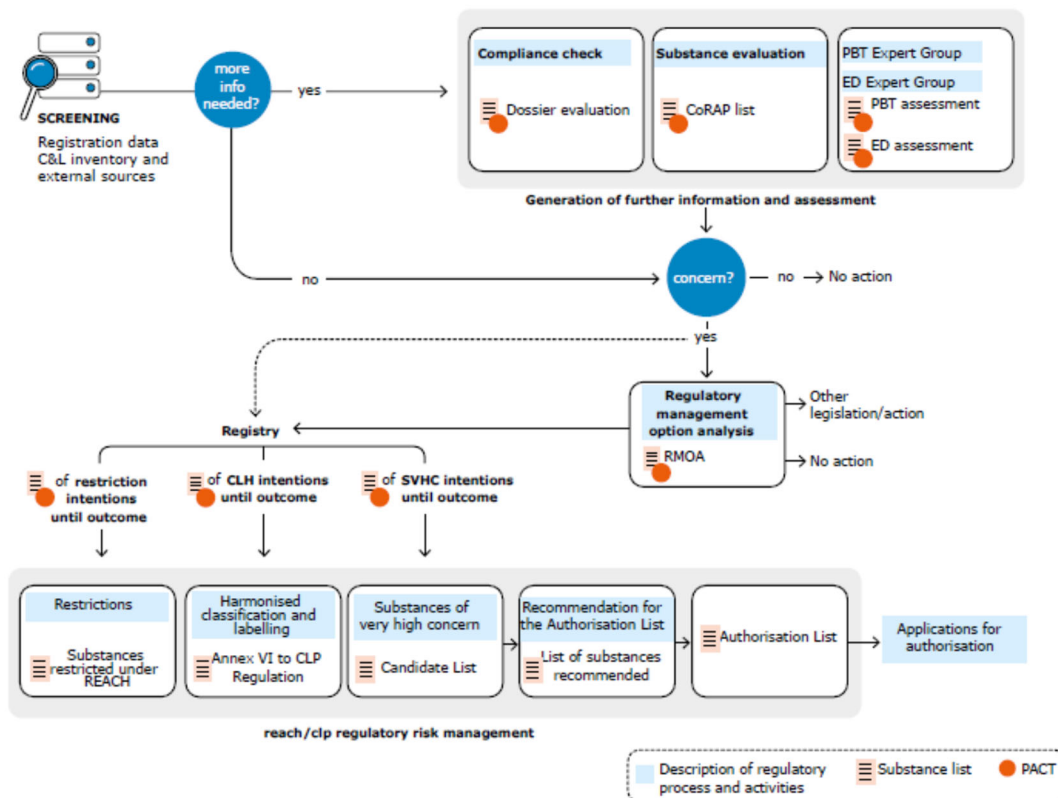 more
info
needed?
yes
SCREENING
Registration data
C&L inventory and
external sources
Compliance check
Dossier evaluation
Substance evaluation
CoRAP list
PBT Expert Group
ED Expert Group
PBT assessment
ED assessment
Generation of further information and assessment
no
concern?
no
No action
yes
Regulatory
management
option analysis
RMOA
Other
legislation/action
No action
Registry
of restriction
intentions
until outcome
of CLH intentions
until outcome
of SVHC intentions
until outcome
Restrictions
Substances
restricted under
REACH
Harmonised
classification and
labelling
Annex VI to CLP
Regulation
Substances of
very high concern
Candidate List
Recommendation for
the Authorisation List
List of substances
recommended
Authorisation List
Applications for
authorisation
reach/clp regulatory risk management
Description of regulatory
process and activities
Substance list
PACT